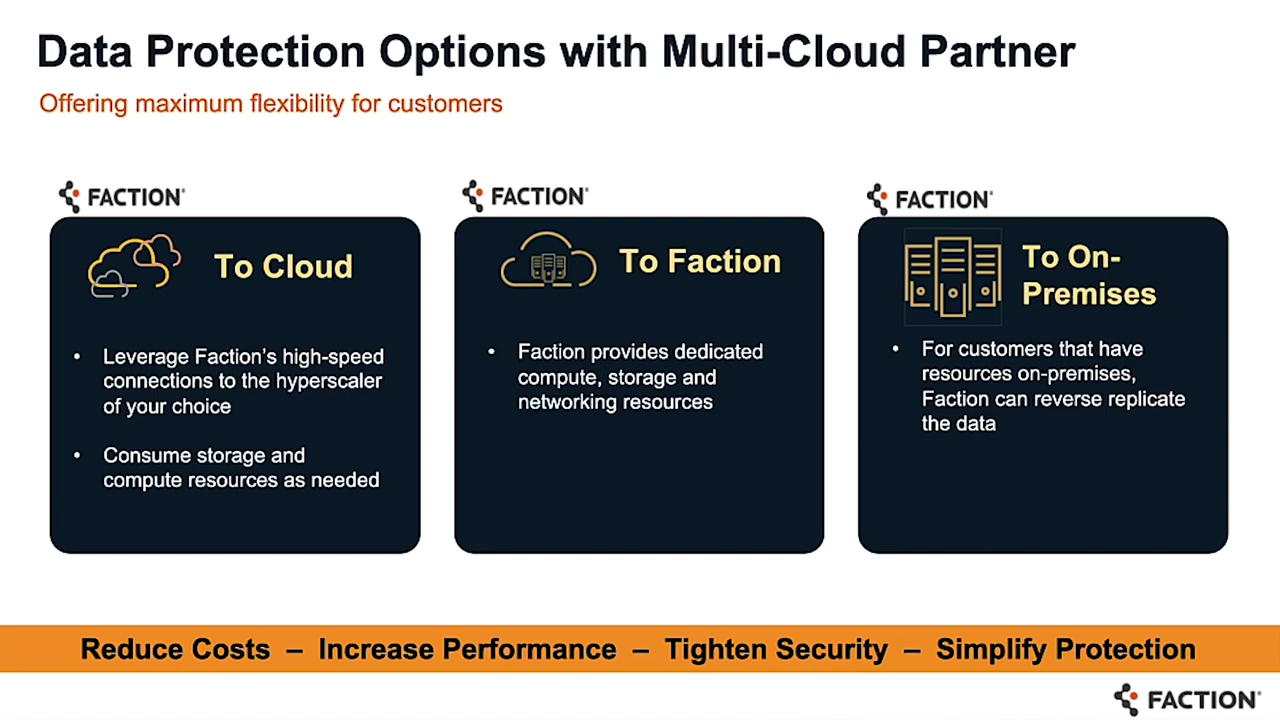 Data Protection Options with Multi-Cloud Partner
Offering maximum flexibility for customers
FACTION®
To Cloud
• Leverage Faction’s high-speed
connections to the hyperscaler
of your choice
• Consume storage and
compute resources as needed
FACTION®
To Faction
• Faction provides dedicated
compute, storage and
networking resources
FACTION®
To On-
Premises
• For customers that have
resources on-premises,
Faction can reverse replicate
the data
Reduce Costs – Increase Performance – Tighten Security – Simplify Protection
FACTION®